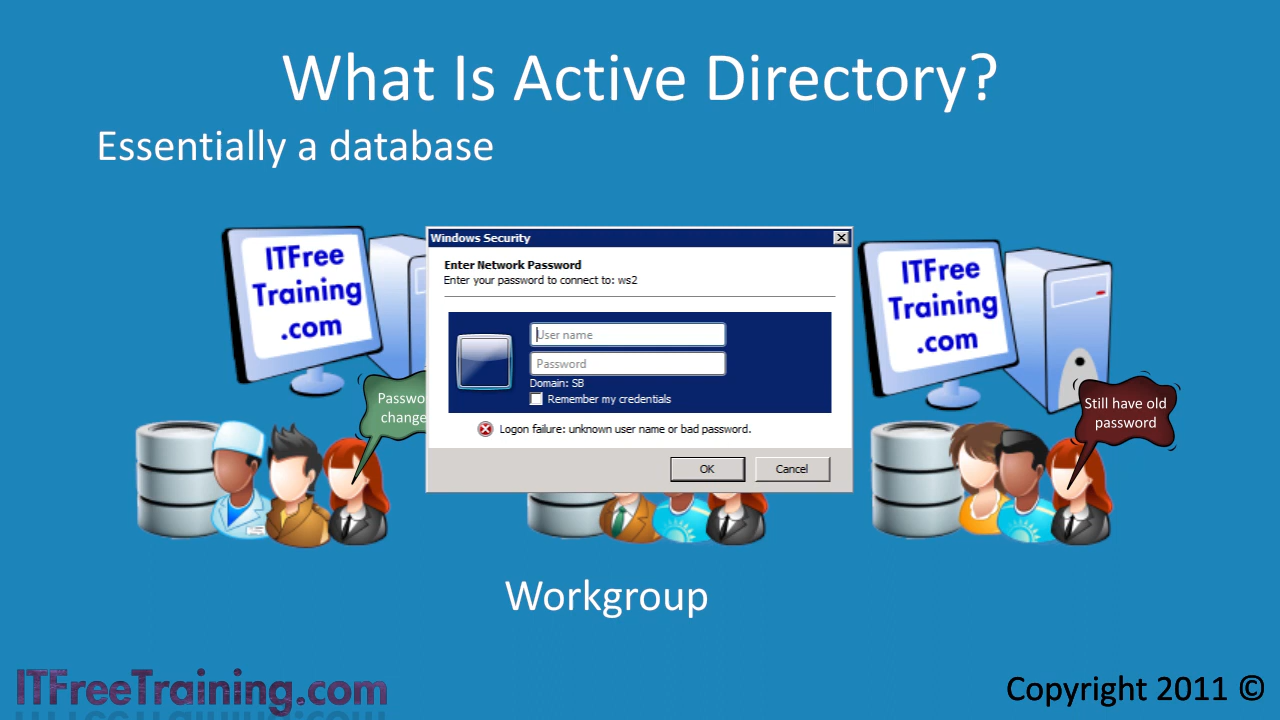 What Is Active Directory?
Essentially a database
ITFree
Training
.com
Windows Security
Enter Network Password
Enter your password to connect to: ws2
User name
Password
Domain: SB
Remember my credentials
Logon failure: unknown user name or bad password.
OK
Cancel
ITFree
Training
.com
Still have old
password
Workgroup
ITFreeTraining.com
Copyright 2011 ©